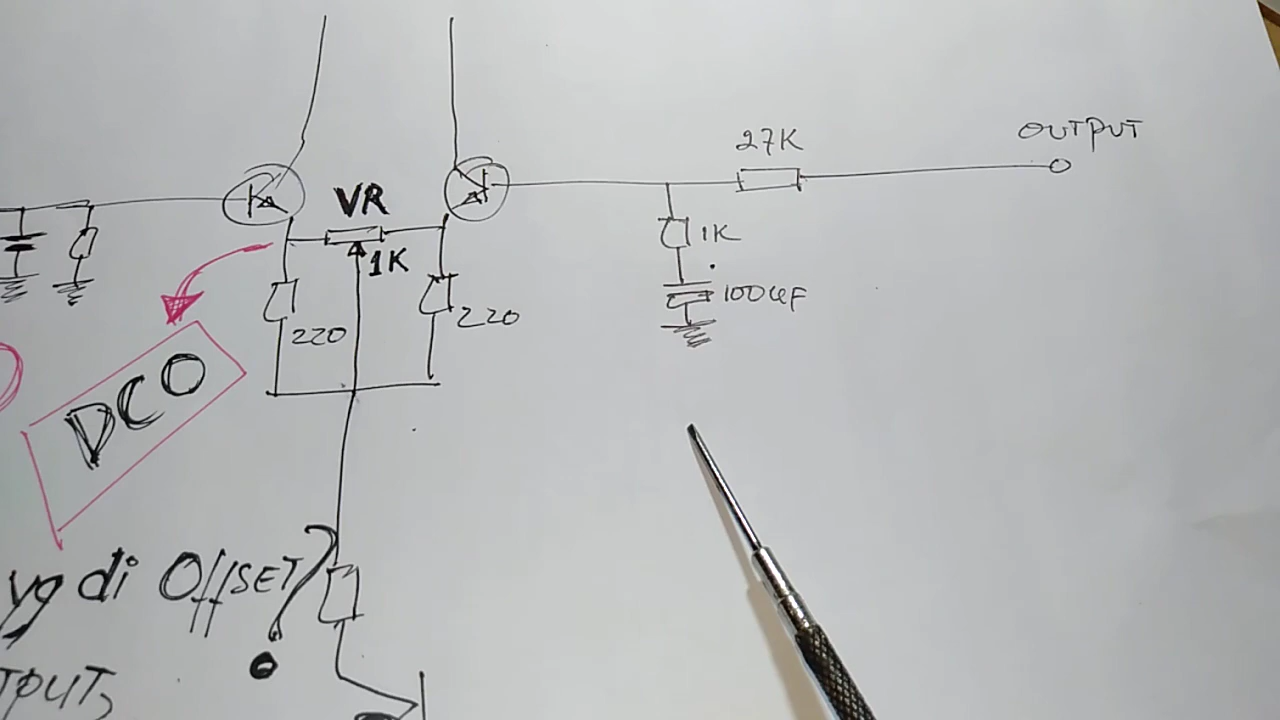 OUTPUT
27K
VR
1K
1K
100uF
220
220
DCO
yg di OFFSET?
TPUT,